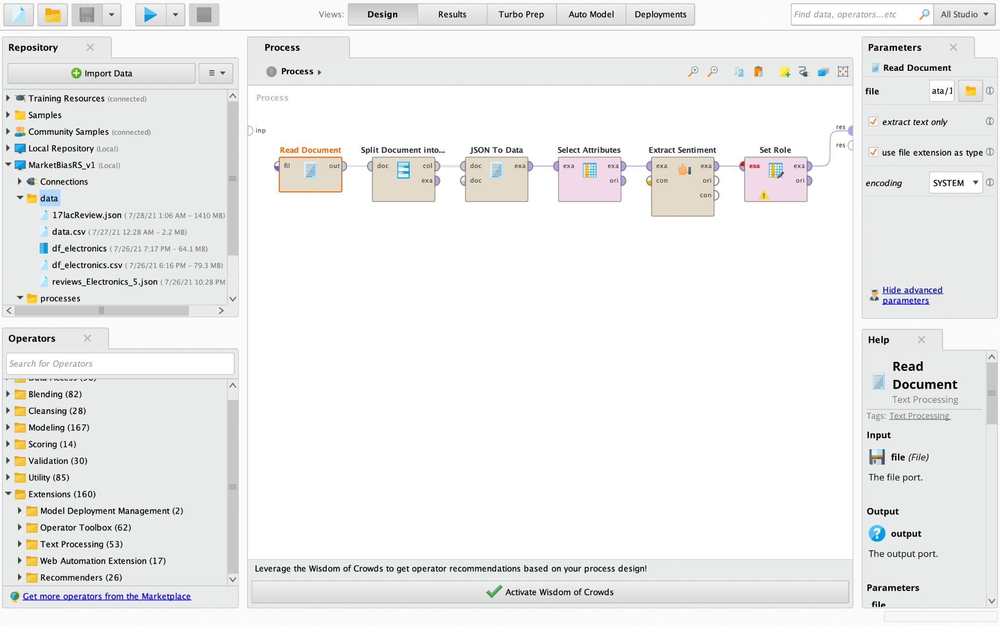 Views:
Design
Results
Turbo Prep
Auto Model
Deployments
Find data, operators...etc
All Studio
Repository
Import Data
Training Resources (connected)
Samples
Community Samples (connected)
Local Repository (Local)
MarketBiasRS_v1 (Local)
Connections
data
17lacReview.json ( 7/28/21 1:06 AM – 1410 MB)
data.csv ( 7/27/21 12:28 AM – 2.2 MB)
df_electronics ( 7/26/21 7:17 PM – 64.1 MB)
df_electronics.csv ( 7/26/21 6:16 PM – 79.3 MB)
reviews_Electronics_5.json ( 7/26/21 10:28 PM
processes
Operators
Search for Operators
Data Access (58)
Blending (82)
Cleansing (28)
Modeling (167)
Scoring (14)
Validation (30)
Utility (85)
Extensions (160)
Model Deployment Management (2)
Operator Toolbox (62)
Text Processing (53)
Web Automation Extension (17)
Recommenders (26)
Get more operators from the Marketplace
Process
Process
Process
inp
res
res
Read Document
fil
out
Split Document into...
doc
col
exa
JSON To Data
doc
exa
doc
Select Attributes
exa
exa
ori
Extract Sentiment
exa
exa
con
ori
con
Set Role
exa
exa
ori
Leverage the Wisdom of Crowds to get operator recommendations based on your process design!
Activate Wisdom of Crowds
Parameters
Read Document
file
ata/1
extract text only
use file extension as type
encoding
SYSTEM
Hide advanced
parameters
Help
Read
Document
Text Processing
Tags: Text Processing
Input
file (File)
The file port.
Output
output
The output port.
Parameters
file